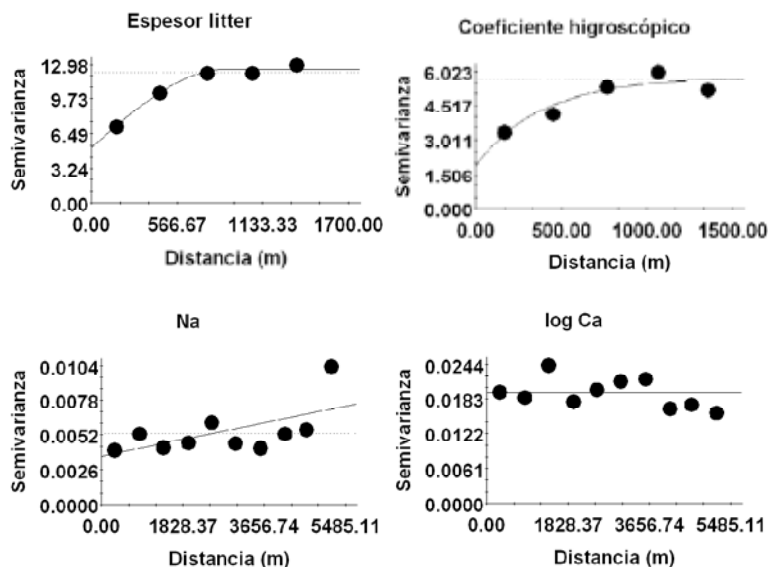 Espesor litter
12.98
9.73
6.49
3.24
0.00
Semivarianza
0.00 566.67 1133.33 1700.00
Distancia (m)
Coeficiente higroscópico
6.023
4.517
3.011
1.506
0.000
Semivarianza
0.00 500.00 1000.00 1500.00
Distancia (m)
Na
0.0104
0.0078
0.0052
0.0026
0.0000
Semivarianza
0.00 1828.37 3656.74 5485.11
Distancia (m)
log Ca
0.0244
0.0183
0.0122
0.0061
0.0000
Semivarianza
0.00 1828.37 3656.74 5485.11
Distancia (m)